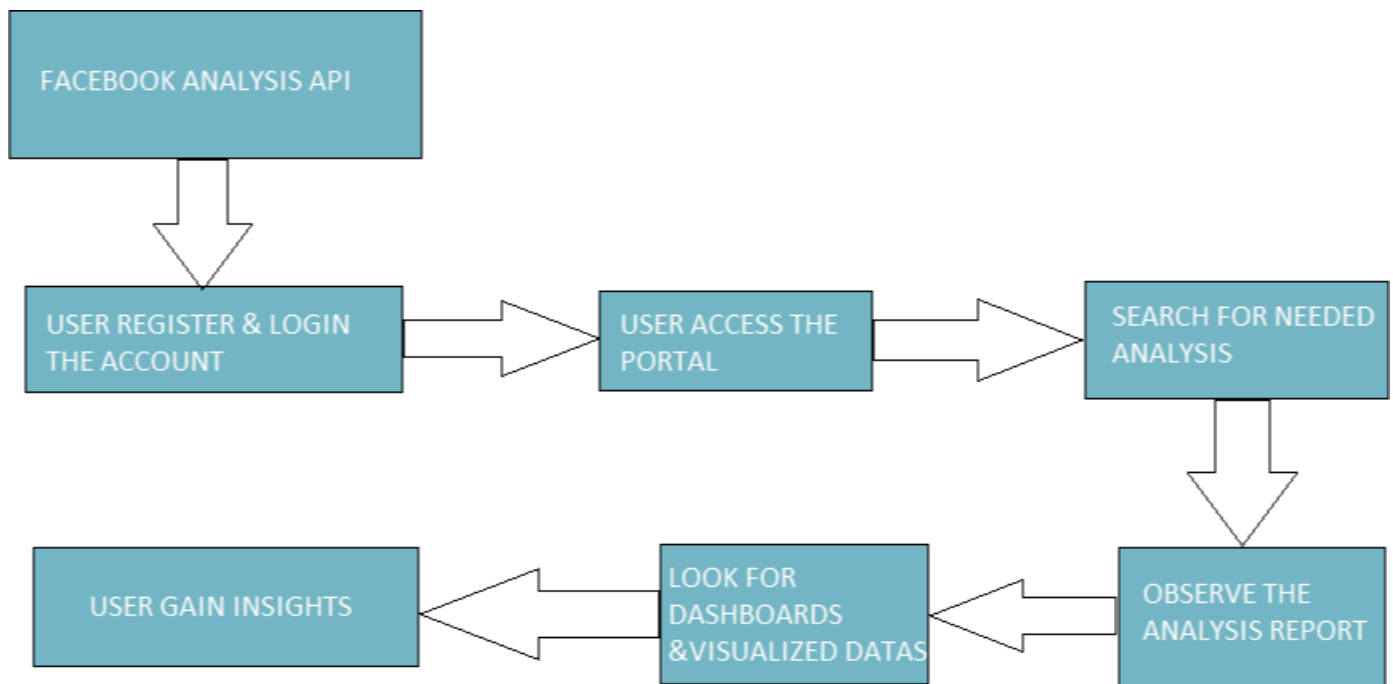 FACEBOOK ANALYSIS API
USER REGISTER & LOGIN
THE ACCOUNT
USER ACCESS THE
PORTAL
SEARCH FOR NEEDED
ANALYSIS
OBSERVE THE
ANALYSIS REPORT
LOOK FOR
DASHBOARDS
&VISUALIZED DATAS
USER GAIN INSIGHTS